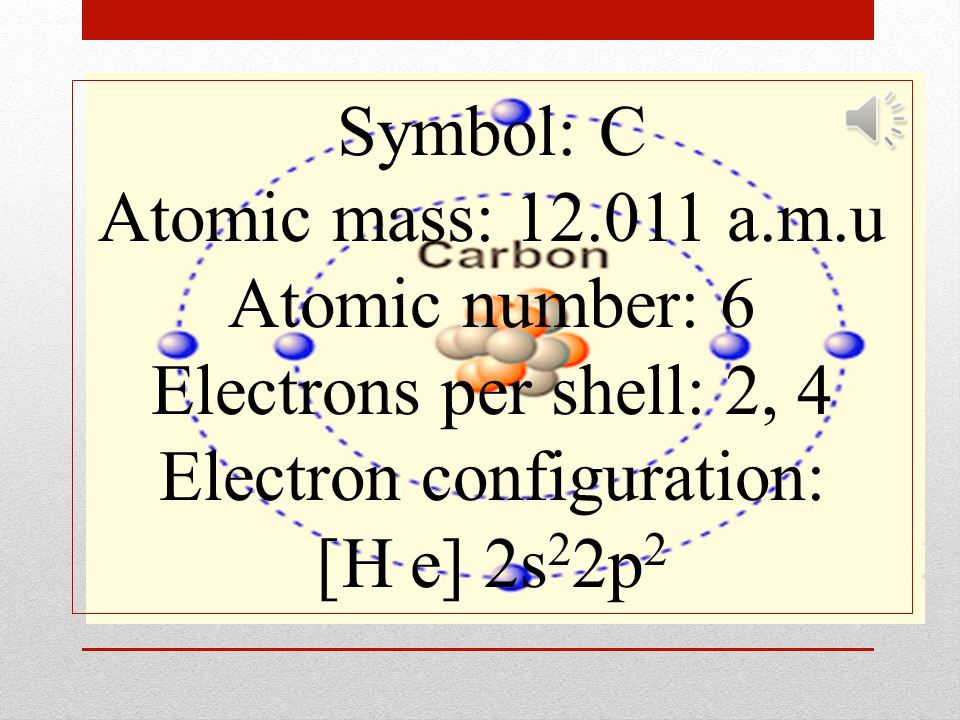 Symbol: C
Atomic mass: 12.011 a.m.u
Carbon
Atomic number: 6
Electrons per shell: 2, 4
Electron configuration:
[H e] 2s²2p²